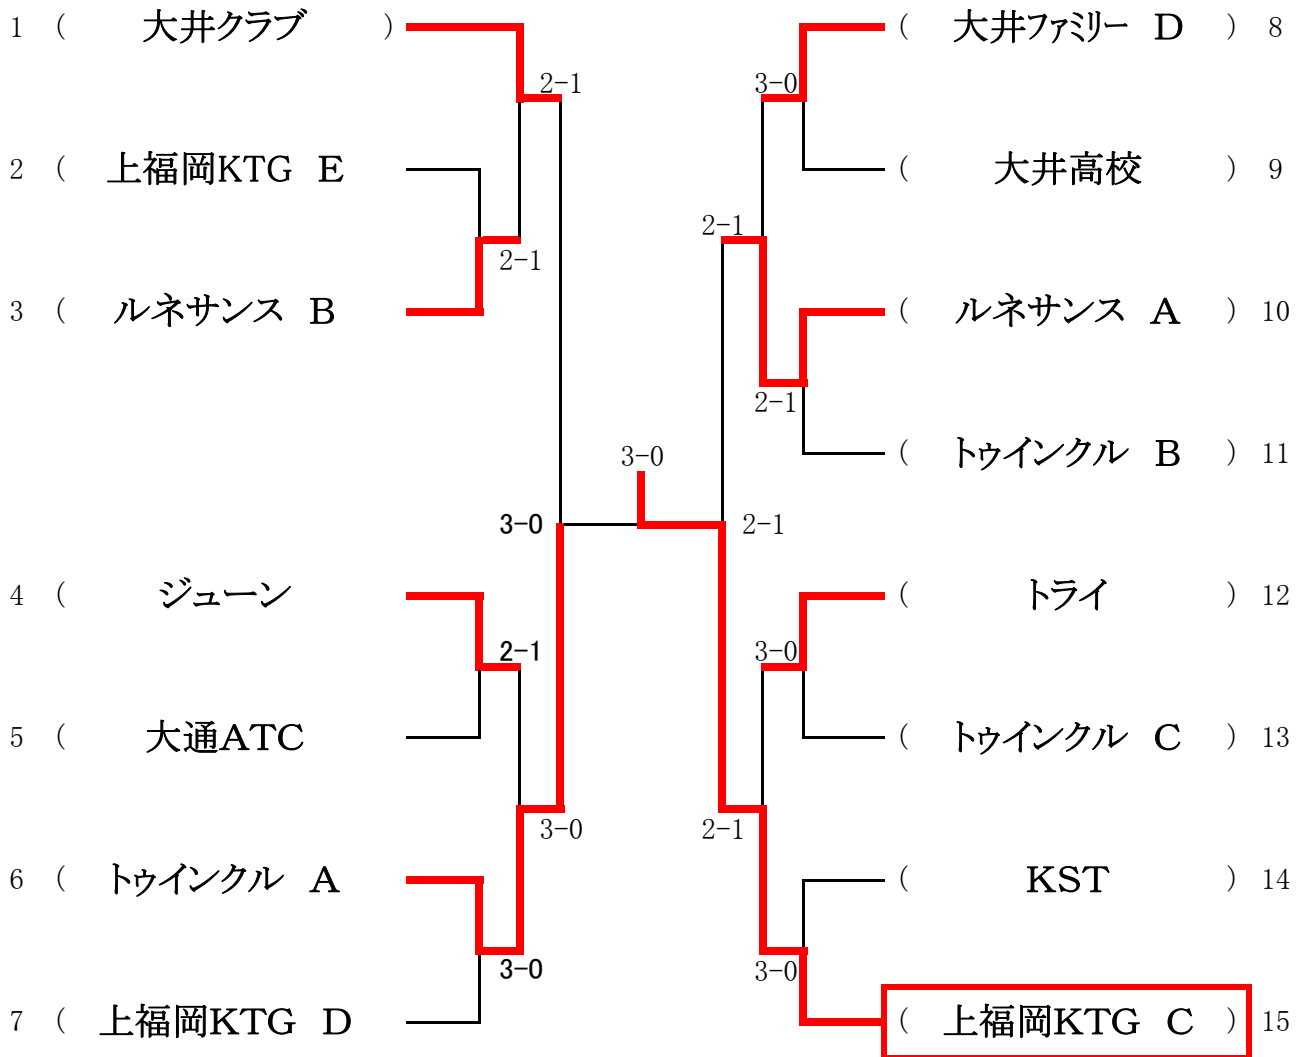 1 ( 大井クラブ )
( 大井ファミリー D ) 8
2-1
3-0
2 ( 上福岡KTG E
( 大井高校 ) 9
2-1
2-1
3 ( ルネサンス B
( ルネサンス A ) 10
2-1
( トゥインクル B ) 11
3-0
3-0
2-1
4 ( ジューン
( トライ ) 12
2-1
3-0
5 ( 大通ATC
( トゥインクル C ) 13
3-0
2-1
6 ( トゥインクル A
( KST ) 14
3-0
3-0
7 ( 上福岡KTG D
( 上福岡KTG C ) 15